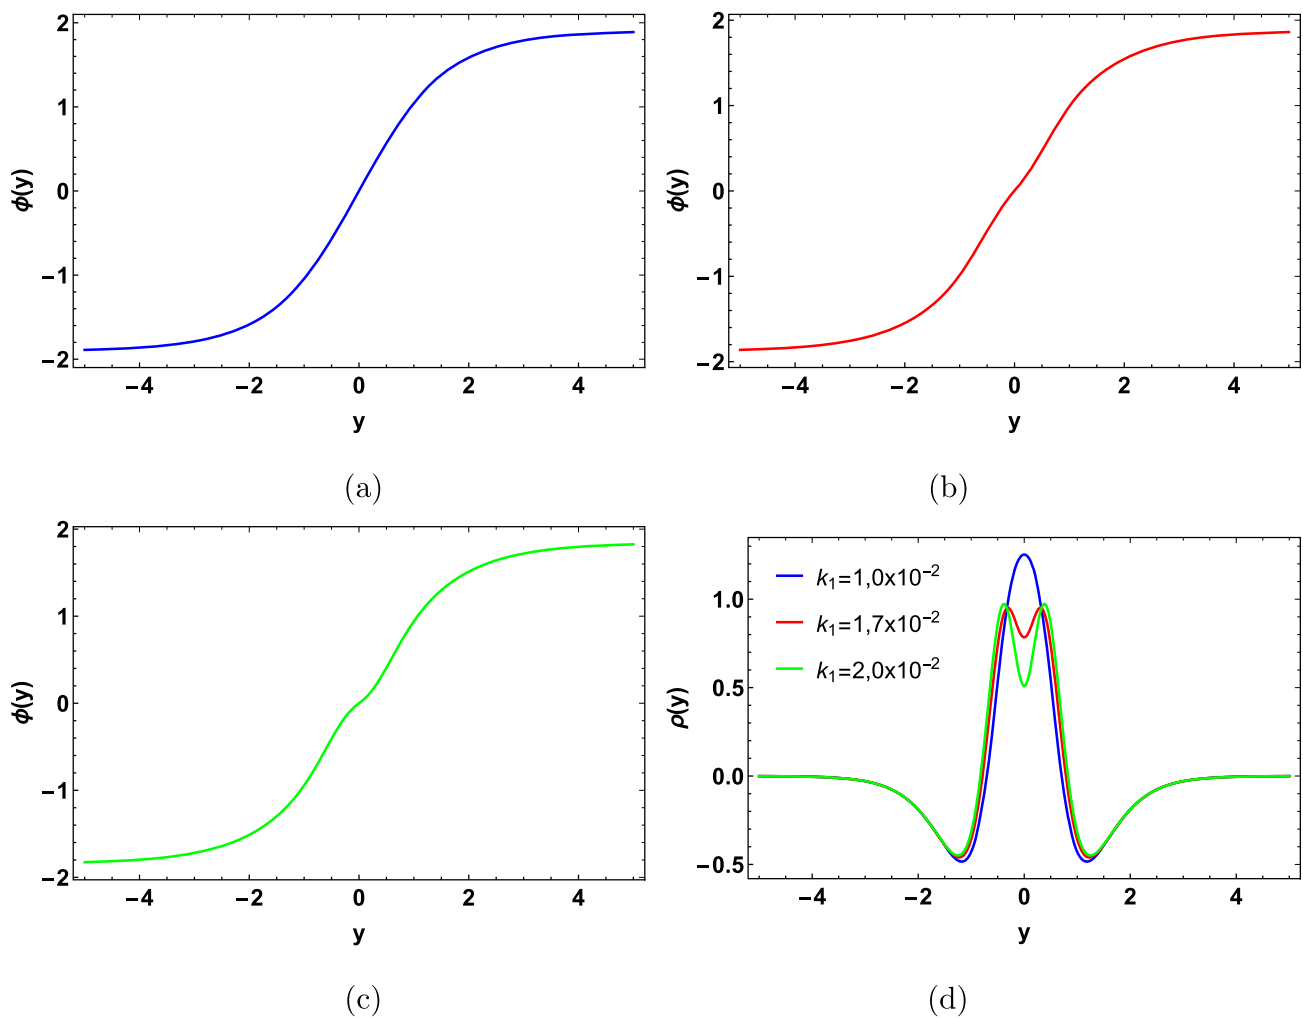 2
1
0
−1
−2
ϕ(y)
−4 −2 0 2 4
y
(a)
2
1
0
−1
−2
ϕ(y)
−4 −2 0 2 4
y
(b)
2
1
0
−1
−2
ϕ(y)
−4 −2 0 2 4
y
(c)
k₁=1,0x10⁻²
k₁=1,7x10⁻²
k₁=2,0x10⁻²
1.0
0.5
0.0
−0.5
ρ(y)
−4 −2 0 2 4
y
(d)